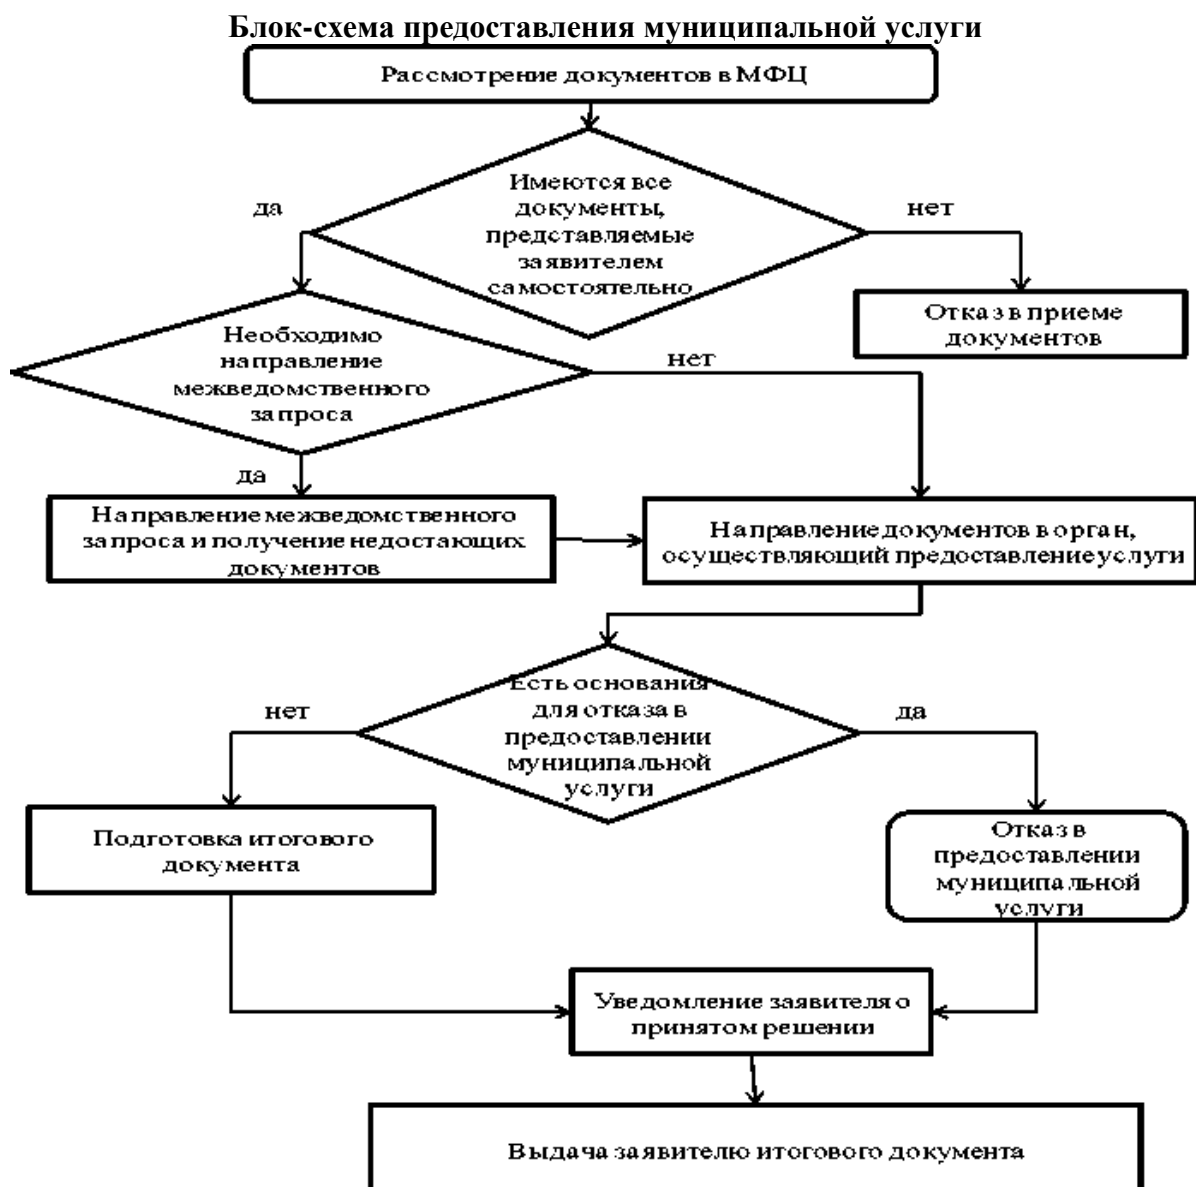 Блок-схема предоставления муниципальной услуги
Рассмотрение документов в МФЦ
Имеются все
документы,
представляемые
заявителем
самостоятельно
да
нет
Отказ в приеме
документов
Необходимо
направление
межведомственного
запроса
нет
да
Направление межведомственного
запроса и получение недостающих
документов
Направление документов в орган,
осуществляющий предоставление услуги
Есть основания
для отказа в
предоставлении
муниципальной
услуги
нет
да
Подготовка итогового
документа
Отказ в
предоставлении
муниципальной
услуги
Уведомление заявителя о
принятом решении
Выдача заявителю итогового документа